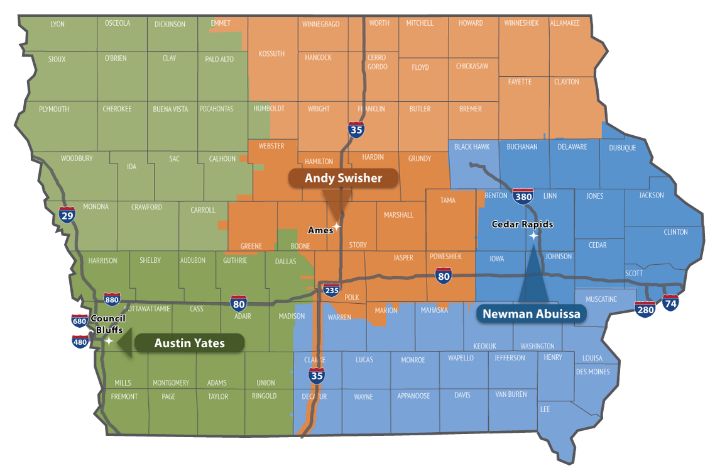 LYON OSCEOLA DICKINSON EMMET WINNEBAGO WORTH MITCHELL HOWARD WINNESHIEK ALLAMAKEE
KOSSUTH
SIOUX O'BRIEN CLAY PALO ALTO HANCOCK CERRO
GORDO FLOYD CHICKASAW
FAYETTE CLAYTON
PLYMOUTH CHEROKEE BUENA VISTA POCAHONTAS HUMBOLDT WRIGHT FRANKLIN BUTLER BREMER
35
WEBSTER BLACK HAWK BUCHANAN DELAWARE DUBUQUE
WOODBURY IDA SAC CALHOUN HAMILTON HARDIN GRUNDY
Andy Swisher
29 MONONA CRAWFORD CARROLL TAMA BENTON 380 LINN JONES JACKSON
MARSHALL
Ames Cedar Rapids CLINTON
GREENE BOONE STORY CEDAR
HARRISON SHELBY AUDUBON GUTHRIE DALLAS JASPER POWESHIEK IOWA JOHNSON
80 SCOTT
235
880 80 POLK MUSCATINE 280 74
OTTAWATTAMIE CASS ADAIR MADISON WARREN MARION MAHASKA Newman Abuissa
680 Council
Bluffs
480 Austin Yates KEOKUK WASHINGTON
CLARKE LUCAS MONROE WAPELLO JEFFERSON HENRY LOUISA
35 DES MOINES
MILLS MONTGOMERY ADAMS UNION
FREMONT PAGE TAYLOR RINGOLD DECATUR WAYNE APPANOOSE DAVIS VAN BUREN
LEE